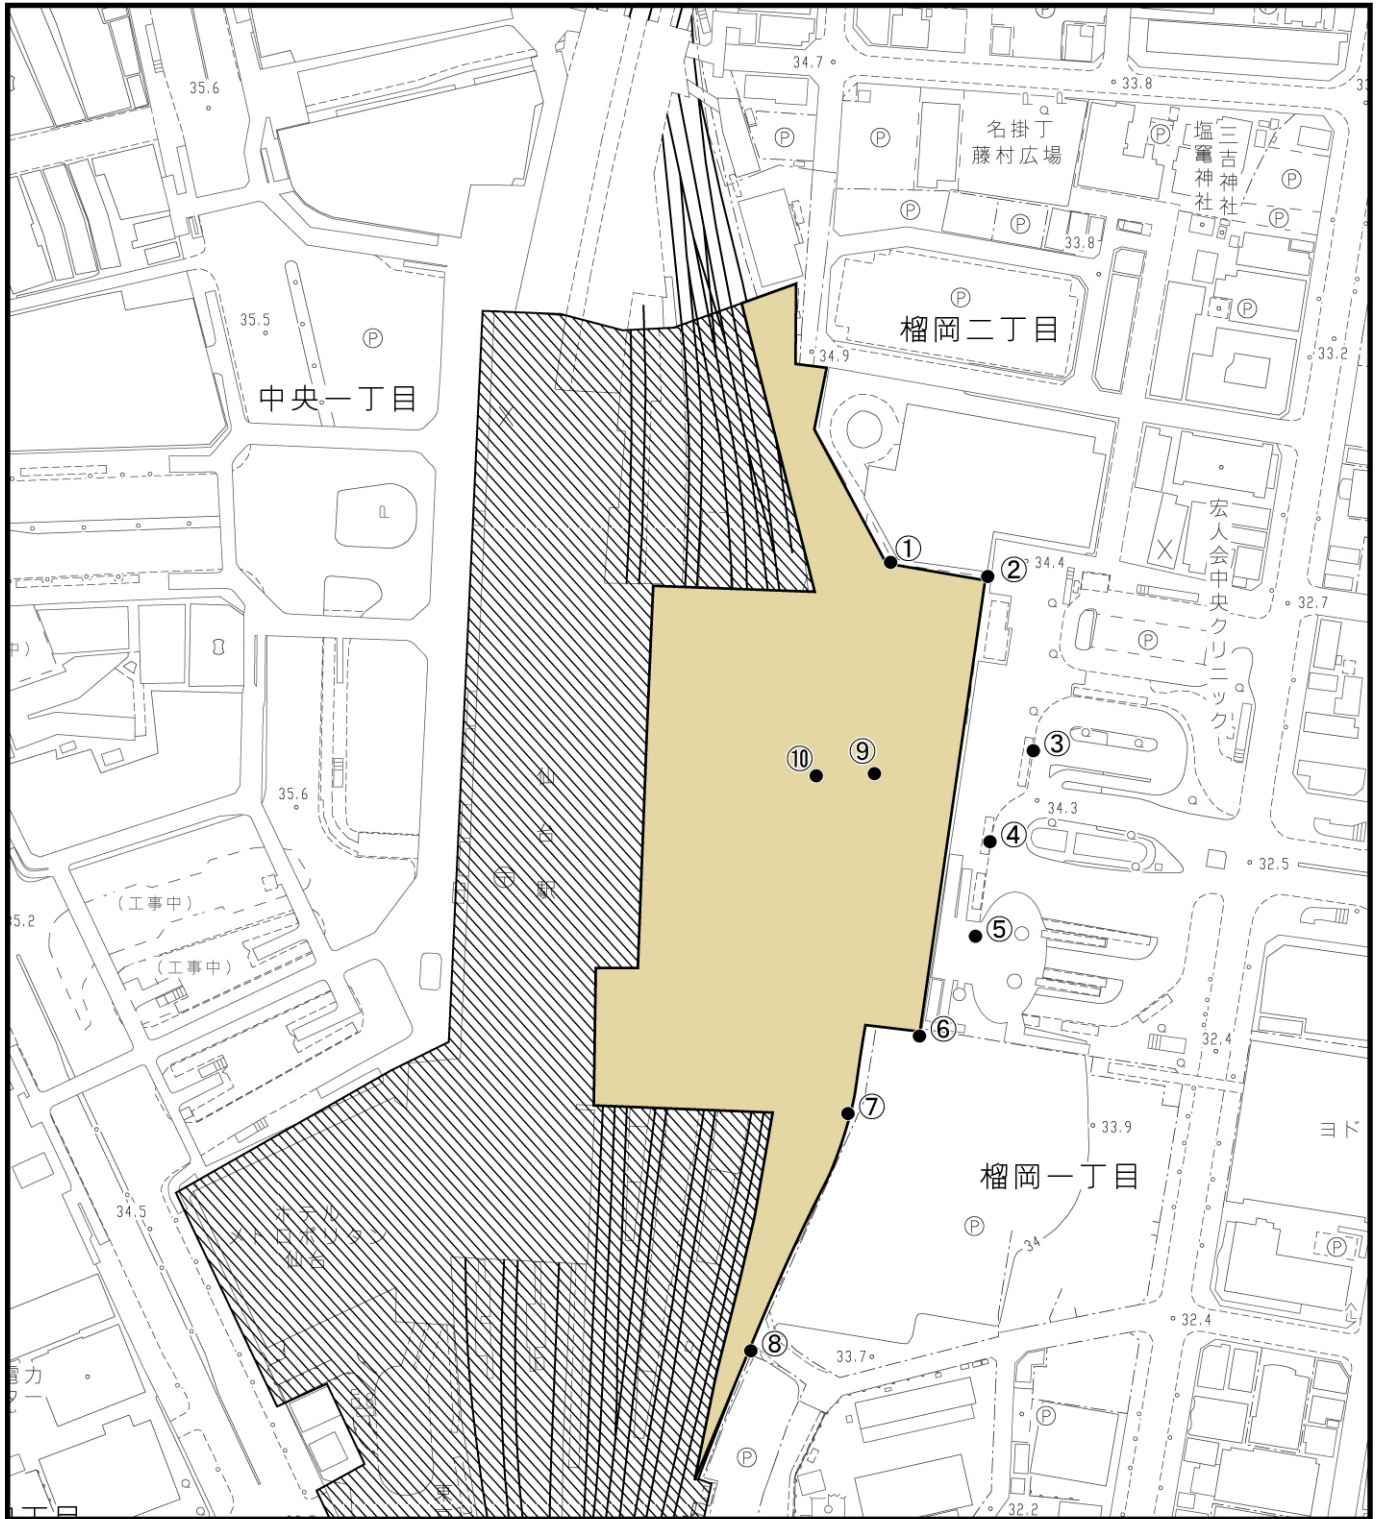 35.6
34.7
33.8
名掛丁
藤村広場
塩竈神社
三吉神社
Ⓟ
Ⓟ
Ⓟ
Ⓟ
Ⓟ
Ⓟ
Ⓟ
33.8
35.5
Ⓟ
Ⓟ
Ⓟ
榴岡二丁目
34.9
33.2
中央一丁目
P
宏人会中央クリニック
①
②
34.4
32.7
Ⓟ
③
⑨
⑩
仙台駅
35.6
34.3
④
32.5
(工事中)
35.2
⑤
(工事中)
⑥
32.4
⑦
33.9
ヨド
榴岡一丁目
34.5
ホテル
メトロポリタン
仙台
Ⓟ
34
Ⓟ
32.4
⑧
33.7
電力
Ⓟ
Ⓟ
32.2
丁目